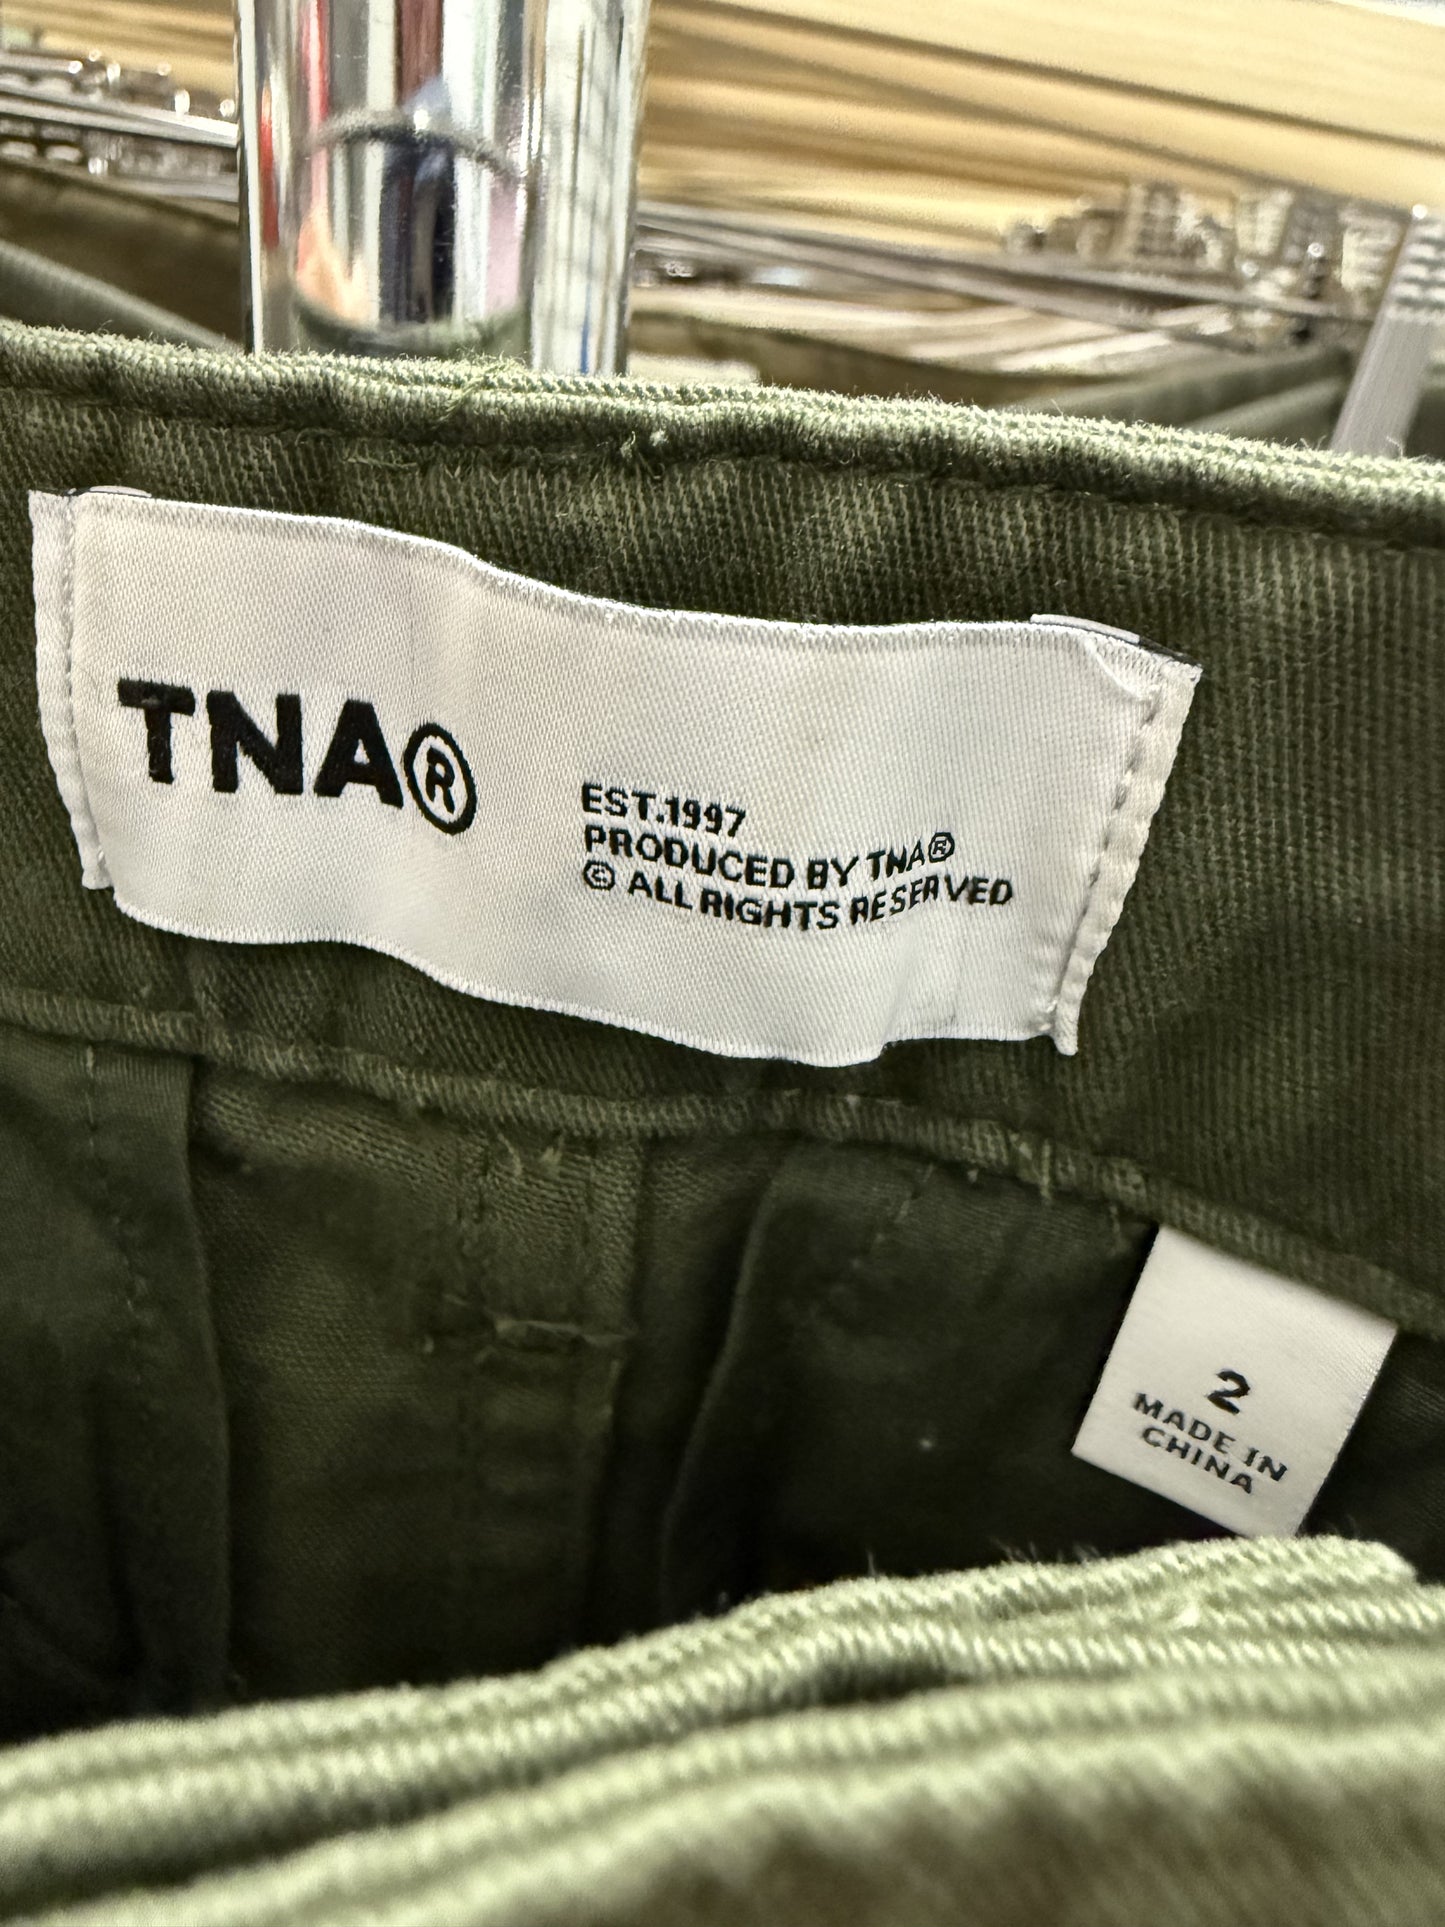 TNA®
EST.1997
PRODUCED BY TNA®
© ALL RIGHTS RESERVED
2
MADE IN
CHINA